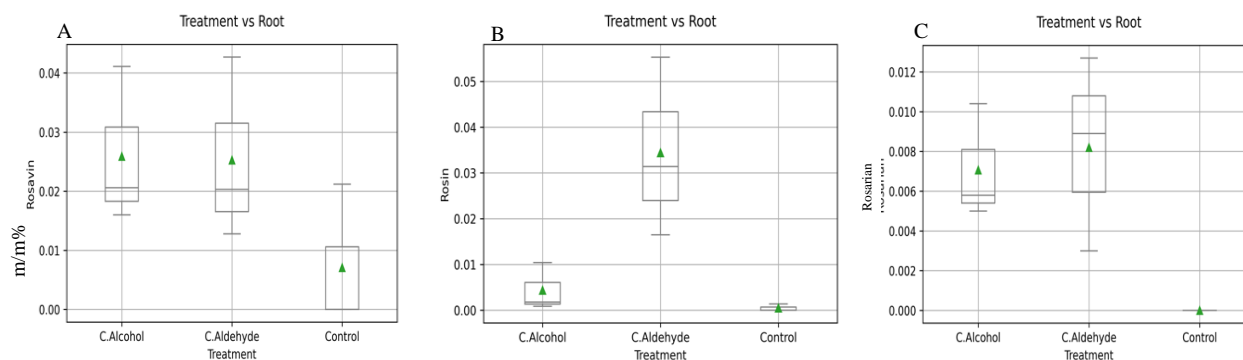 A
Treatment vs Root
0.04
0.03
0.02
0.01
0.00
Rosavin
m/m%
C.Alcohol C.Aldehyde Control
Treatment
B
Treatment vs Root
0.05
0.04
0.03
0.02
0.01
0.00
Rosin
C.Alcohol C.Aldehyde Control
Treatment
C
Treatment vs Root
0.012
0.010
0.008
0.006
0.004
0.002
0.000
Rosarian
C.Alcohol C.Aldehyde Control
Treatment